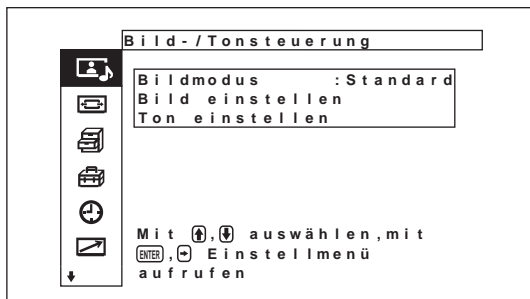 Bild-/Tonsteuerung
Bildmodus :Standard
Bild einstellen
Ton einstellen
Mit ↑,↓ auswählen,mit
ENTER,→ Einstellmenü
aufrufen